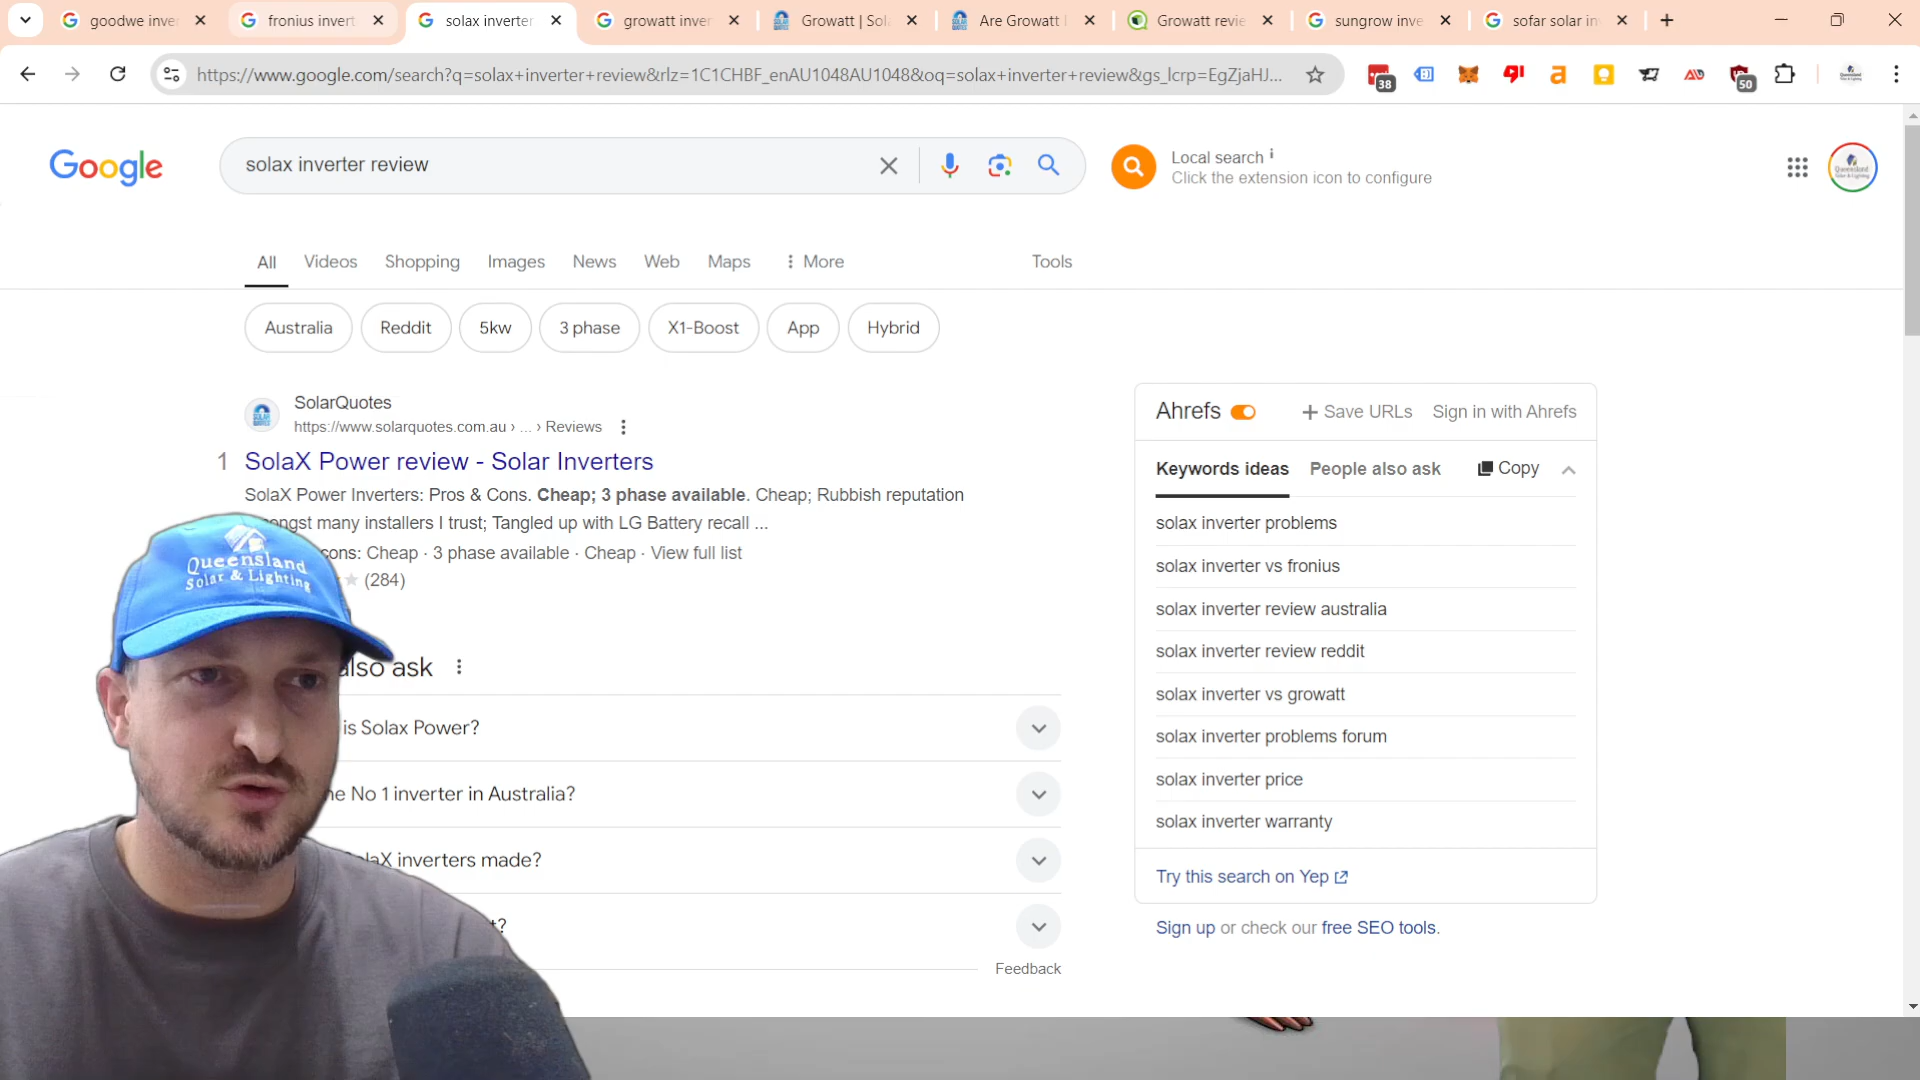 goodwe inver
fronius invert
solax inverter
growatt inver
Growatt | Sol
Are Growatt
Growatt revie
sungrow inve
sofar solar in
https://www.google.com/search?q=solax+inverter+review&rlz=1C1CHBF_enAU1048AU1048&oq=solax+inverter+review&gs_lcrp=EgZjaHJ...
38
50
Google
solax inverter review
Local search i
Click the extension icon to configure
All Videos Shopping Images News Web Maps More Tools
Australia Reddit 5kw 3 phase X1-Boost App Hybrid
SolarQuotes
https://www.solarquotes.com.au › ... › Reviews
1 SolaX Power review - Solar Inverters
SolaX Power Inverters: Pros & Cons. Cheap; 3 phase available. Cheap; Rubbish reputation
ongst many installers I trust; Tangled up with LG Battery recall ...
cons: Cheap · 3 phase available · Cheap · View full list
(284)
also ask
is Solax Power?
he No 1 inverter in Australia?
olaX inverters made?
t?
Feedback
Ahrefs Save URLs Sign in with Ahrefs
Keywords ideas People also ask Copy
solax inverter problems
solax inverter vs fronius
solax inverter review australia
solax inverter review reddit
solax inverter vs growatt
solax inverter problems forum
solax inverter price
solax inverter warranty
Try this search on Yep
Sign up or check our free SEO tools.
Queensland
Solar & Lighting